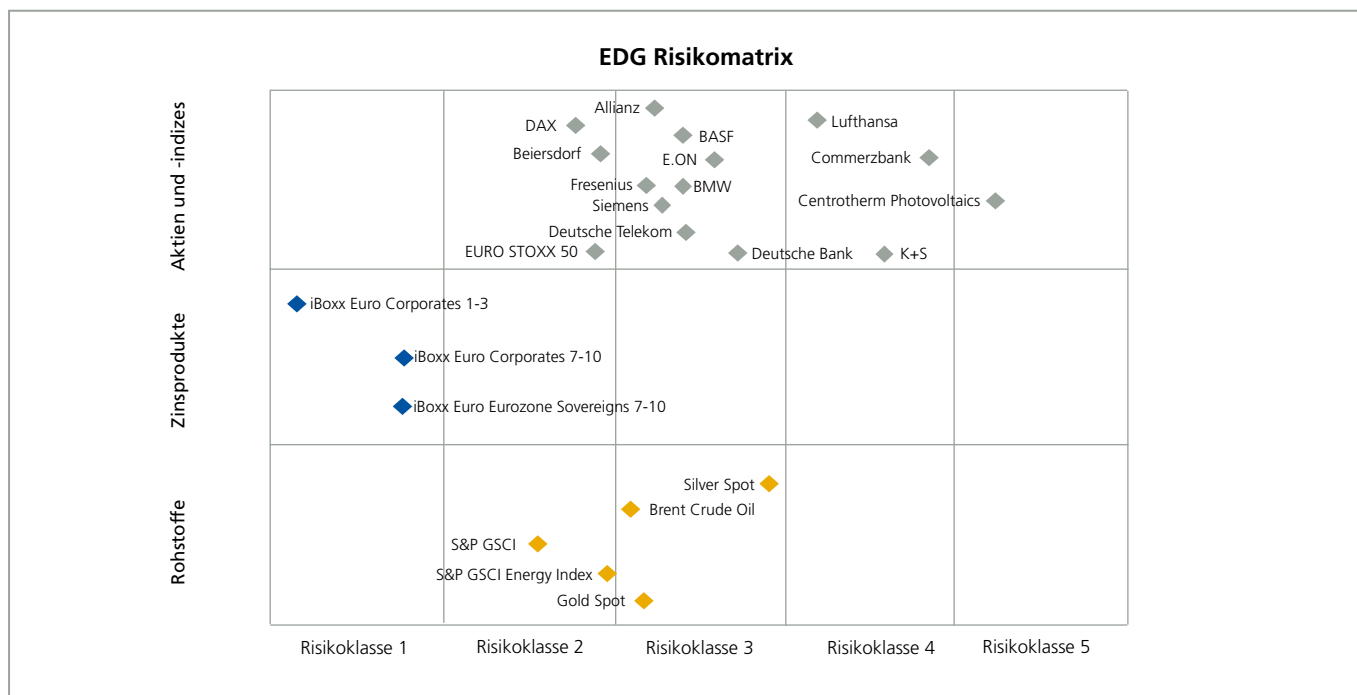 EDG Risikomatrix
Aktien und -indizes
Allianz
DAX
Lufthansa
BASF
Beiersdorf
E.ON
Commerzbank
Fresenius
BMW
Centrotherm Photovoltaics
Siemens
Deutsche Telekom
EURO STOXX 50
Deutsche Bank
K+S
Zinsprodukte
iBoxx Euro Corporates 1-3
iBoxx Euro Corporates 7-10
iBoxx Euro Eurozone Sovereigns 7-10
Rohstoffe
Silver Spot
Brent Crude Oil
S&P GSCI
S&P GSCI Energy Index
Gold Spot
Risikoklasse 1
Risikoklasse 2
Risikoklasse 3
Risikoklasse 4
Risikoklasse 5